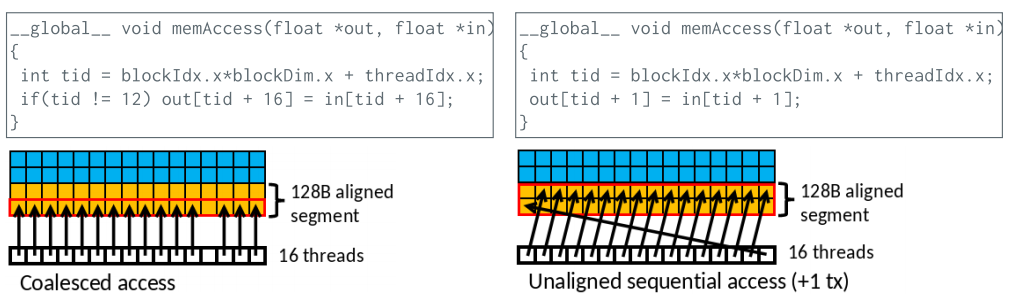 __global__ void memAccess(float *out, float *in)
{
int tid = blockIdx.x*blockDim.x + threadIdx.x;
if(tid != 12) out[tid + 16] = in[tid + 16];
}
128B aligned
segment
16 threads
Coalesced access
__global__ void memAccess(float *out, float *in)
{
int tid = blockIdx.x*blockDim.x + threadIdx.x;
out[tid + 1] = in[tid + 1];
}
128B aligned
segment
16 threads
Unaligned sequential access (+1 tx)